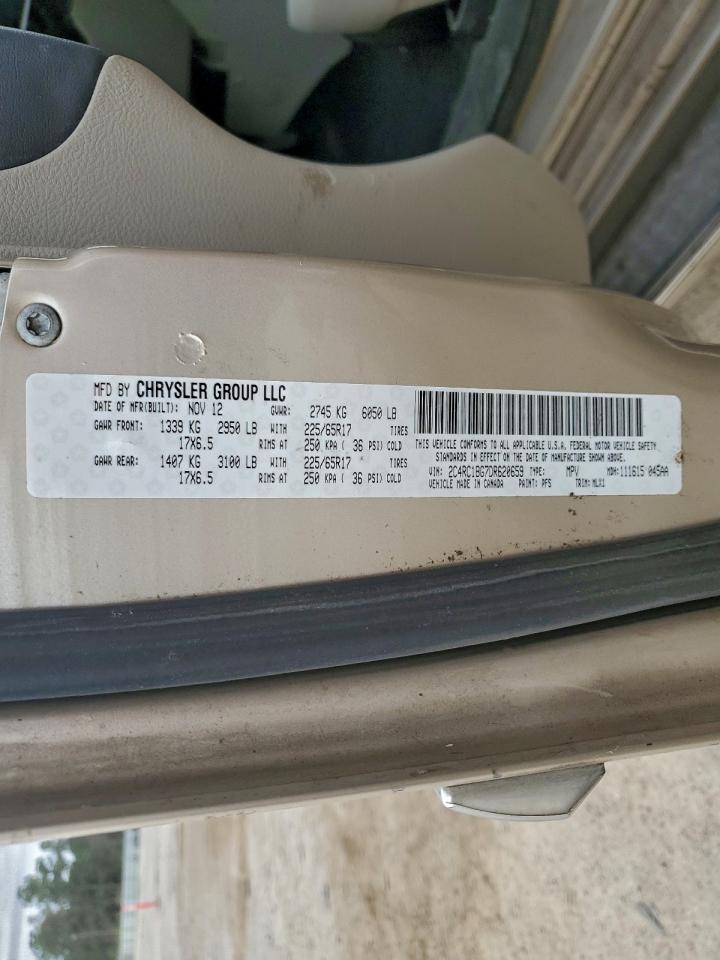 MFD BY CHRYSLER GROUP LLC
DATE OF MFR(BUILT): NOV 12 GVWR: 2745 KG 6050 LB
GAWR FRONT: 1339 KG 2950 LB WITH 225/65R17 TIRES
17X6.5 RIMS AT 250 KPA ( 36 PSI) COLD
GAWR REAR: 1407 KG 3100 LB WITH 225/65R17 TIRES
17X6.5 RIMS AT 250 KPA ( 36 PSI) COLD
THIS VEHICLE CONFORMS TO ALL APPLICABLE U.S.A. FEDERAL MOTOR VEHICLE SAFETY
STANDARDS IN EFFECT ON THE DATE OF MANUFACTURE SHOWN ABOVE.
VIN: 2C4RC1BG7DR620659 TYPE: MPV MDH: 111615 045AA
VEHICLE MADE IN CANADA PAINT: PFS TRIM: MLX1